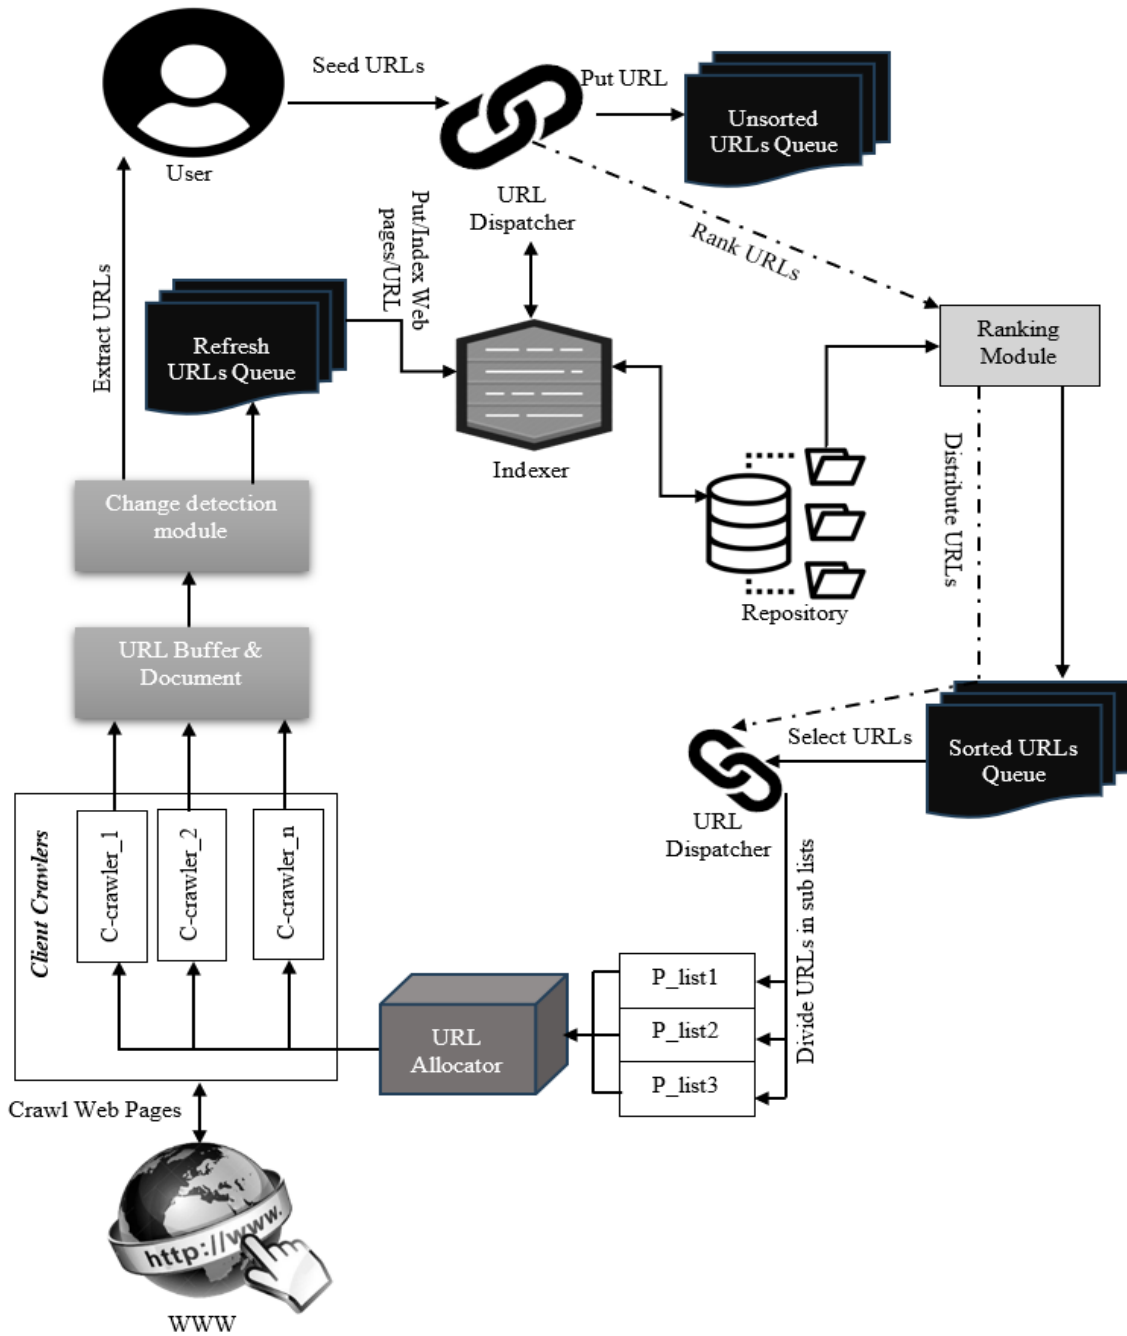 Seed URLs
Put URL
Unsorted
URLs Queue
User
URL
Dispatcher
Rank URLs
Put/Index Web
pages/URL
Extract URLs
Refresh
URLs Queue
Ranking
Module
Indexer
Distribute URLs
Change detection
module
Repository
URL Buffer &
Document
Select URLs
Sorted URLs
Queue
URL
Dispatcher
Divide URLs in sub lists
Client Crawlers
C-crawler_1
C-crawler_2
C-crawler_n
P_list1
P_list2
P_list3
URL
Allocator
Crawl Web Pages
http://www.
WWW